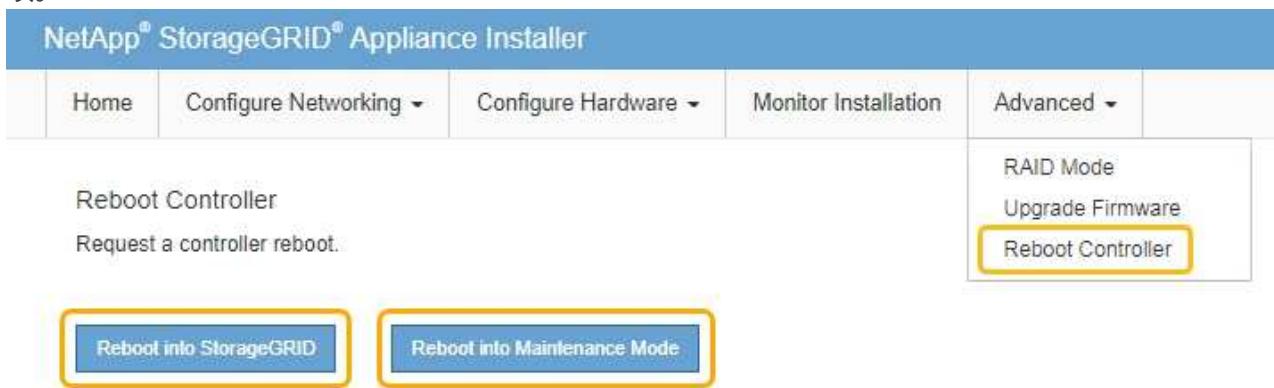 NetApp® StorageGRID® Appliance Installer
Home Configure Networking Configure Hardware Monitor Installation Advanced
RAID Mode
Upgrade Firmware
Reboot Controller
Reboot Controller
Request a controller reboot.
Reboot into StorageGRID Reboot into Maintenance Mode